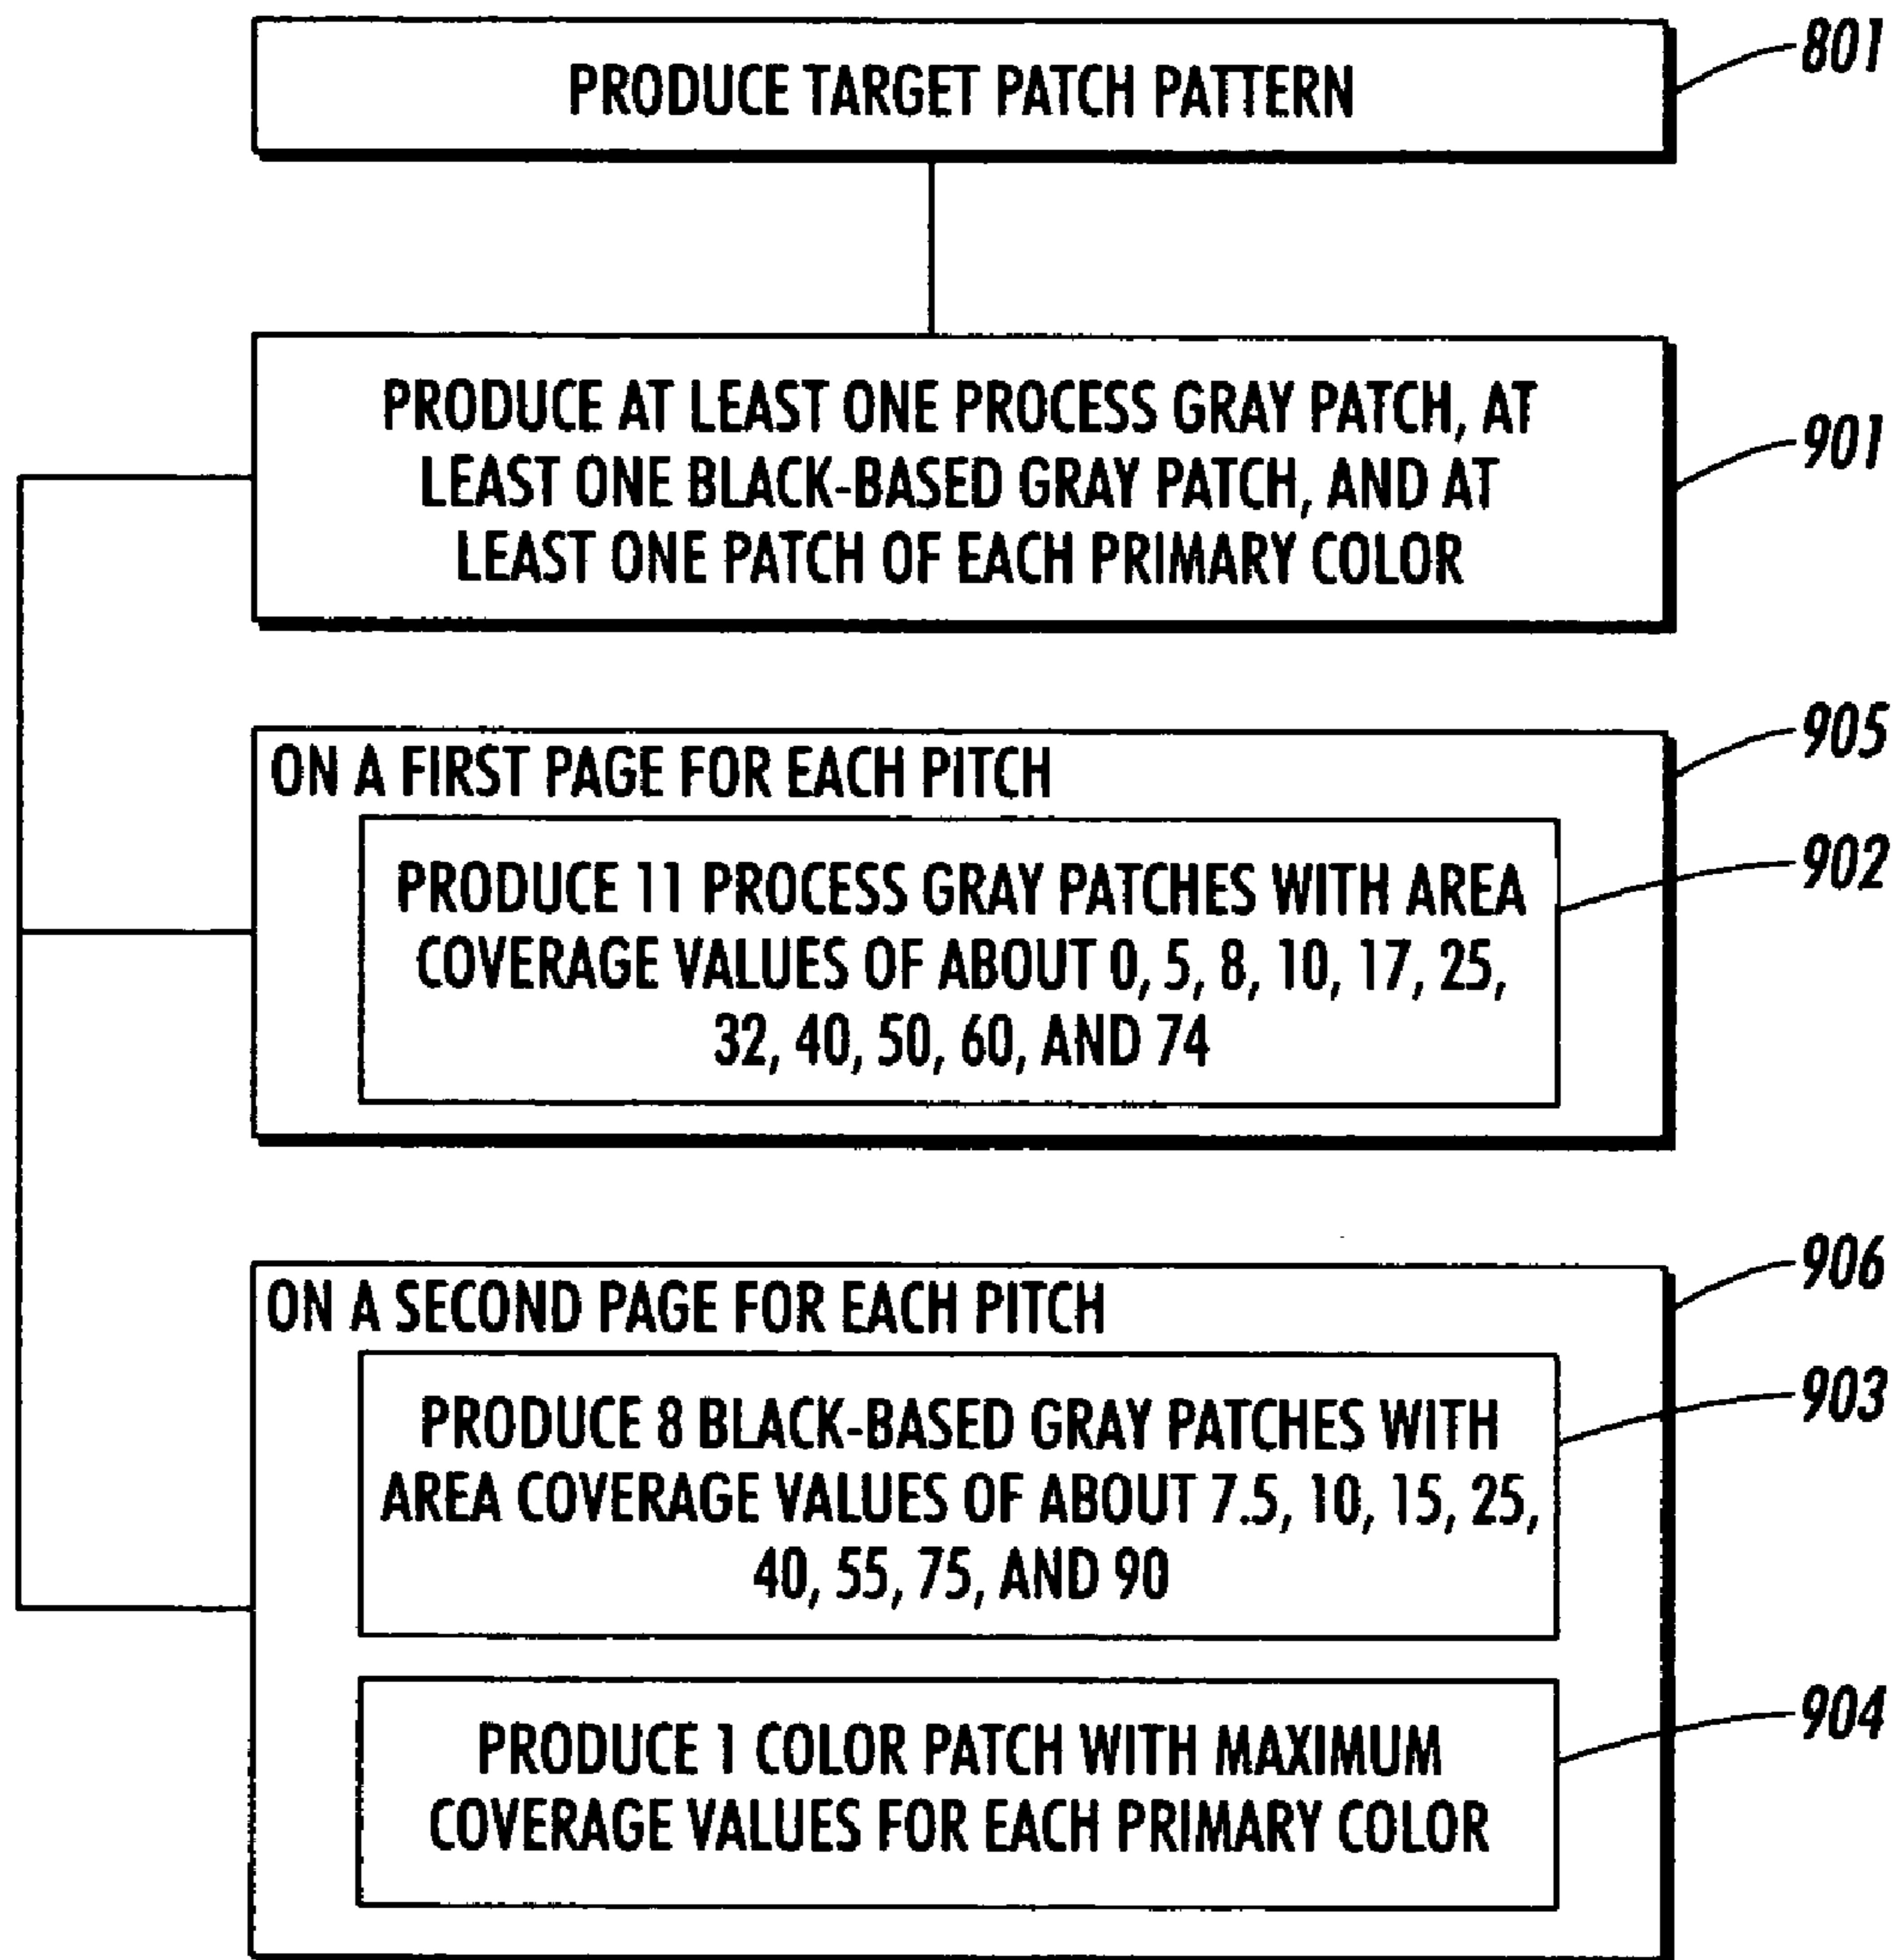 PRODUCE TARGET PATCH PATTERN
801
PRODUCE AT LEAST ONE PROCESS GRAY PATCH, AT
LEAST ONE BLACK-BASED GRAY PATCH, AND AT
LEAST ONE PATCH OF EACH PRIMARY COLOR
901
ON A FIRST PAGE FOR EACH PITCH
905
PRODUCE 11 PROCESS GRAY PATCHES WITH AREA
COVERAGE VALUES OF ABOUT 0, 5, 8, 10, 17, 25,
32, 40, 50, 60, AND 74
902
ON A SECOND PAGE FOR EACH PITCH
906
PRODUCE 8 BLACK-BASED GRAY PATCHES WITH
AREA COVERAGE VALUES OF ABOUT 7.5, 10, 15, 25,
40, 55, 75, AND 90
903
PRODUCE 1 COLOR PATCH WITH MAXIMUM
COVERAGE VALUES FOR EACH PRIMARY COLOR
904